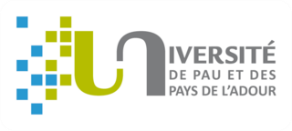 UNIVERSITÉ
DE PAU ET DES
PAYS DE L'ADOUR